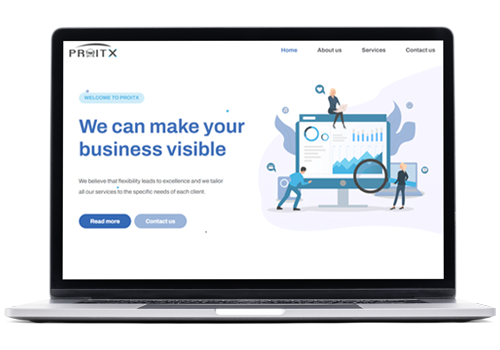 PROITX
Home About us Services Contact us
WELCOME TO PROITX
We can make your
business visible
We believe that flexibility leads to excellence and we tailor
all our services to the specific needs of each client.
Read more Contact us